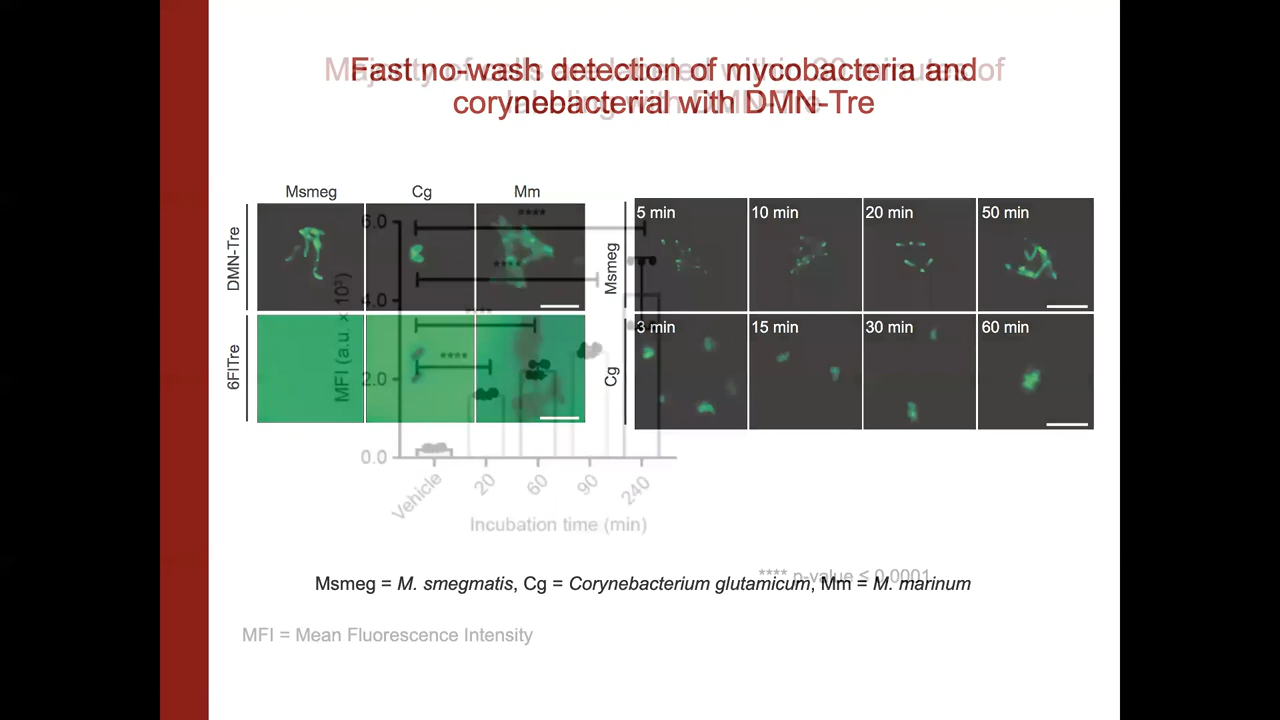 Fast no-wash detection of mycobacteria and
corynebacterial with DMN-Tre
Msmeg Cg Mm
DMN-Tre
6FlTre
Msmeg
5 min 10 min 20 min 50 min
Cg
3 min 15 min 30 min 60 min
6.0
4.0
2.0
0.0
MFI (a.u. × 10³)
****
****
****
****
Vehicle 20 60 90 240
Incubation time (min)
**** p-value ≤ 0.0001
Msmeg = M. smegmatis, Cg = Corynebacterium glutamicum, Mm = M. marinum
MFI = Mean Fluorescence Intensity